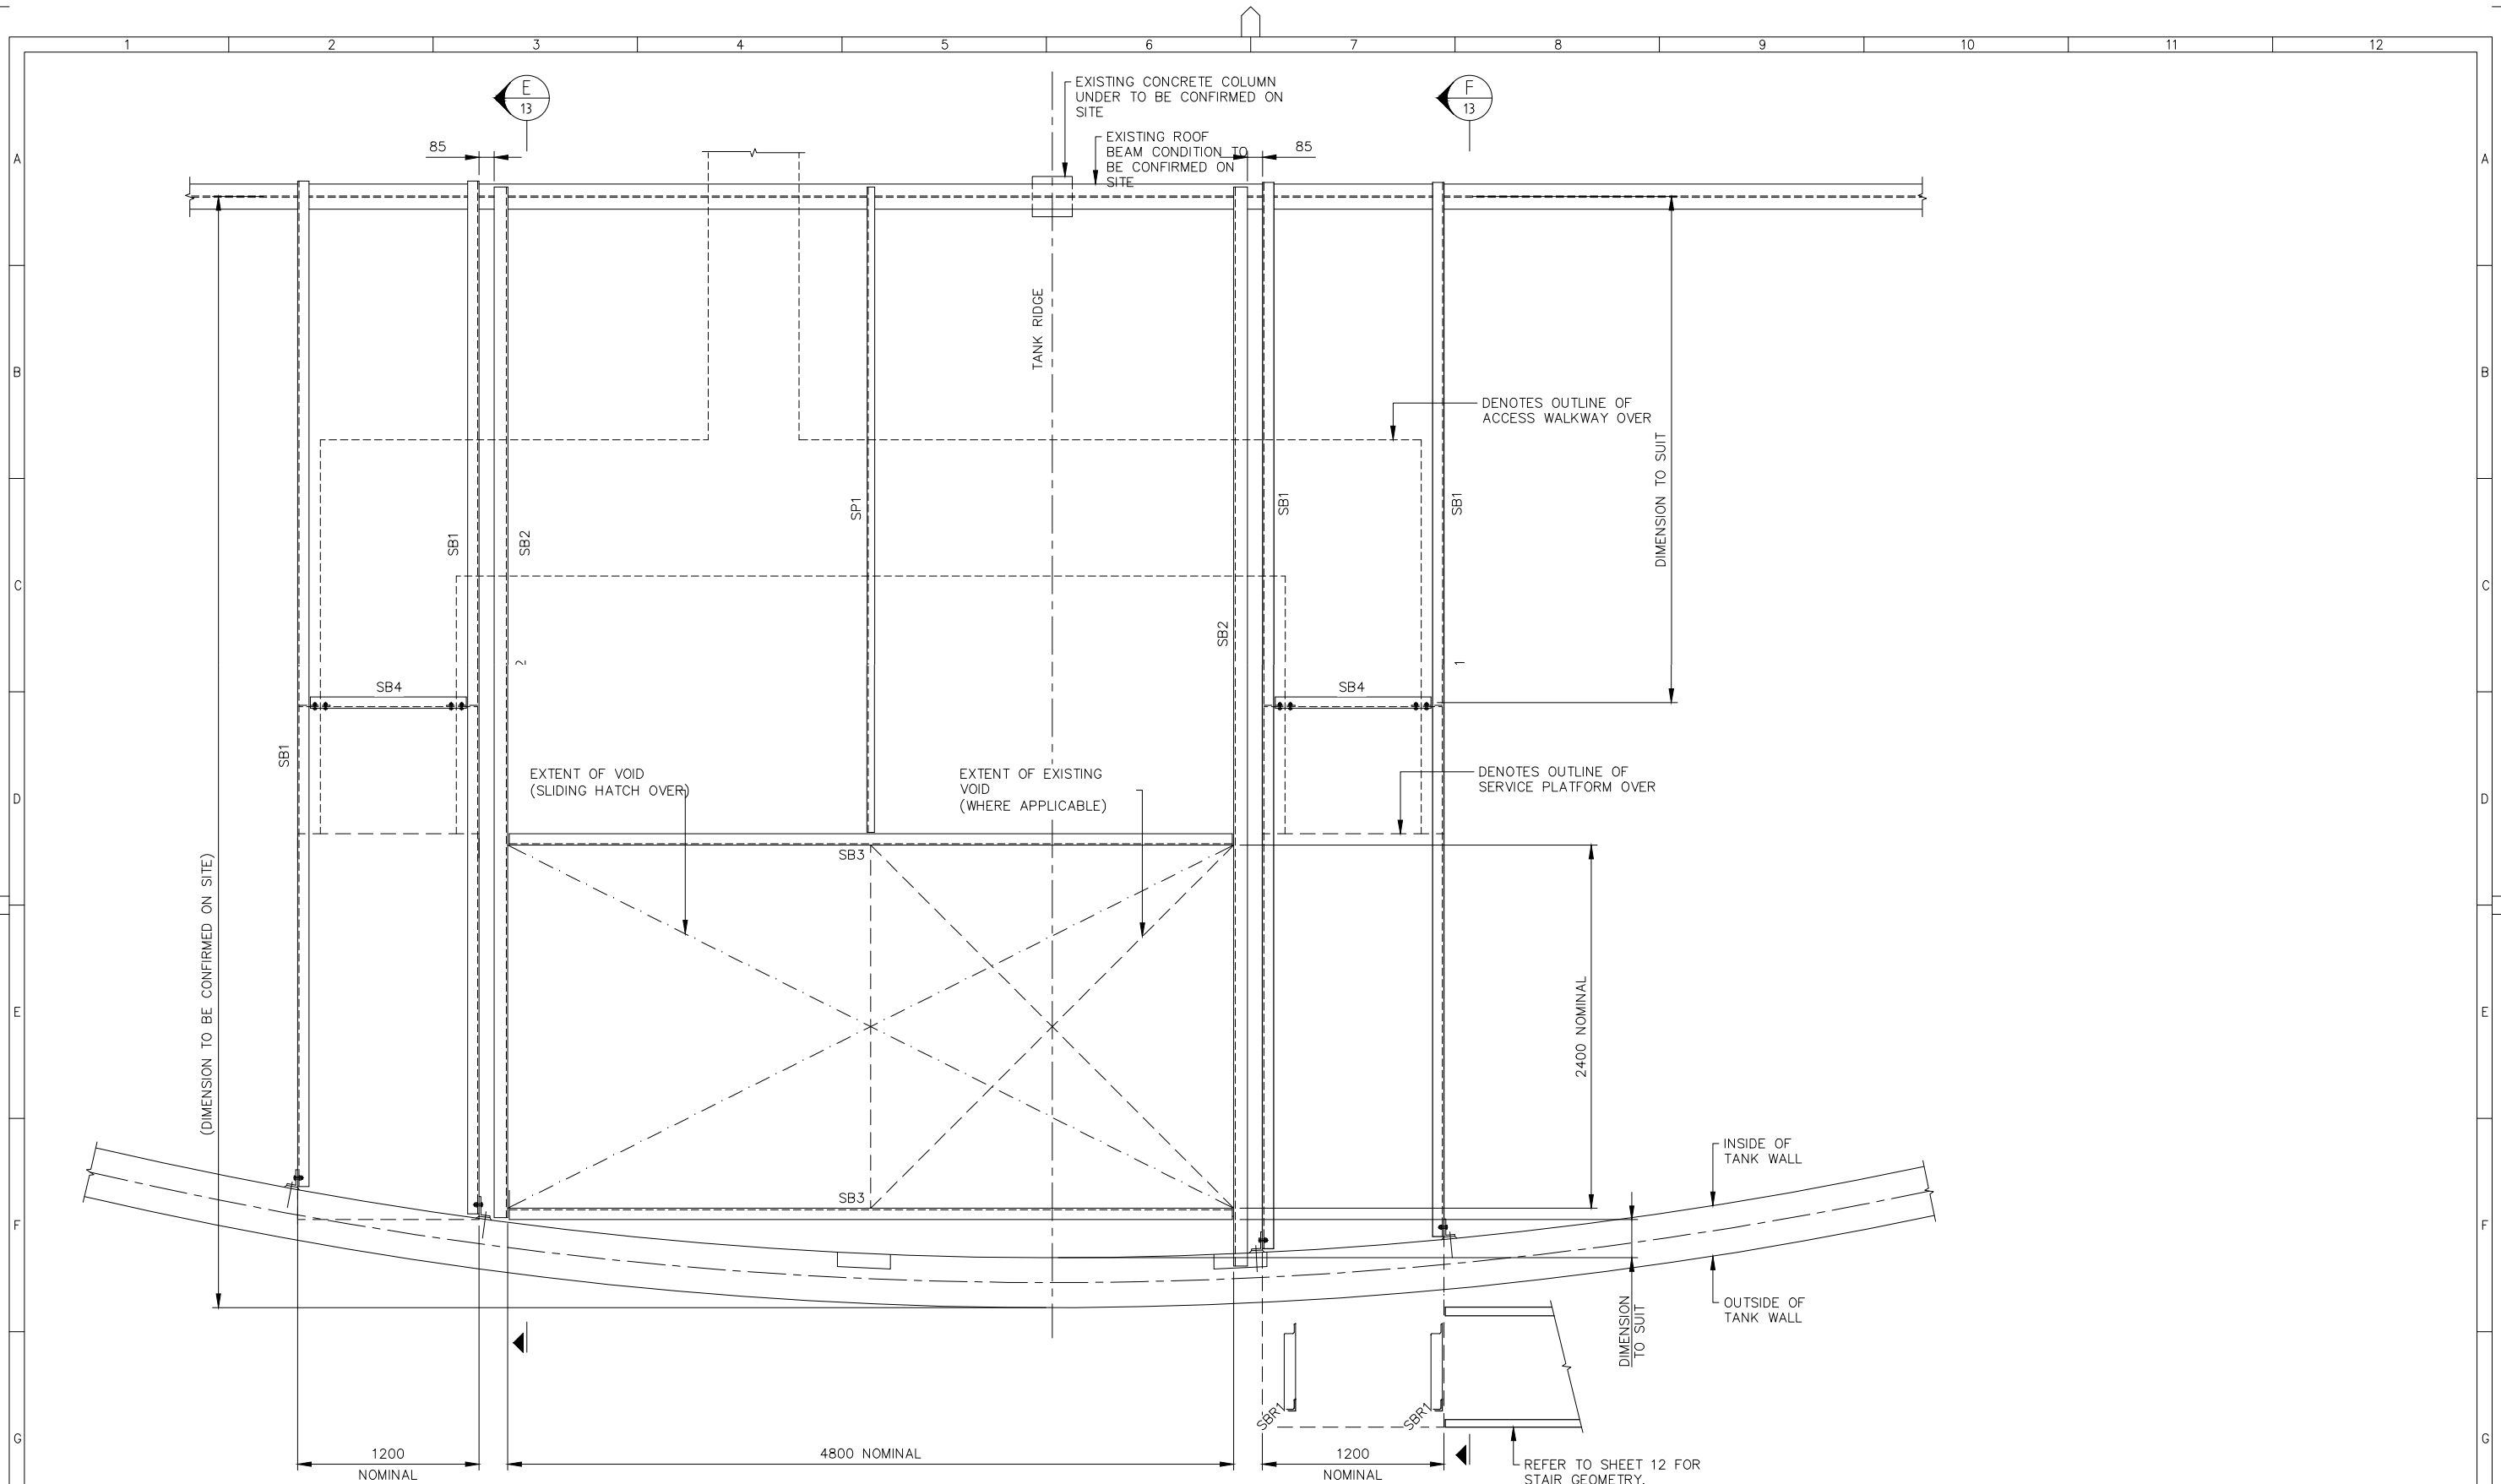 1 2 3 4 5 6 7 8 9 10 11 12
E
13
F
13
EXISTING CONCRETE COLUMN
UNDER TO BE CONFIRMED ON
SITE
EXISTING ROOF
BEAM CONDITION TO
BE CONFIRMED ON
SITE
85
85
A
A
TANK RIDGE
B
B
DENOTES OUTLINE OF
ACCESS WALKWAY OVER
DIMENSION TO SUIT
SP1
SB1
SB1
SB1
SB2
C
C
SB2
SB4
SB4
SB1
EXTENT OF VOID
(SLIDING HATCH OVER)
EXTENT OF EXISTING
VOID
(WHERE APPLICABLE)
DENOTES OUTLINE OF
SERVICE PLATFORM OVER
D
D
SB3
(DIMENSION TO BE CONFIRMED ON SITE)
E
E
2400 NOMINAL
INSIDE OF
TANK WALL
SB3
F
F
OUTSIDE OF
TANK WALL
DIMENSION
TO SUIT
SBR1
SBR1
G
G
1200
NOMINAL
4800 NOMINAL
1200
NOMINAL
REFER TO SHEET 12 FOR
STAIR GEOMETRY.